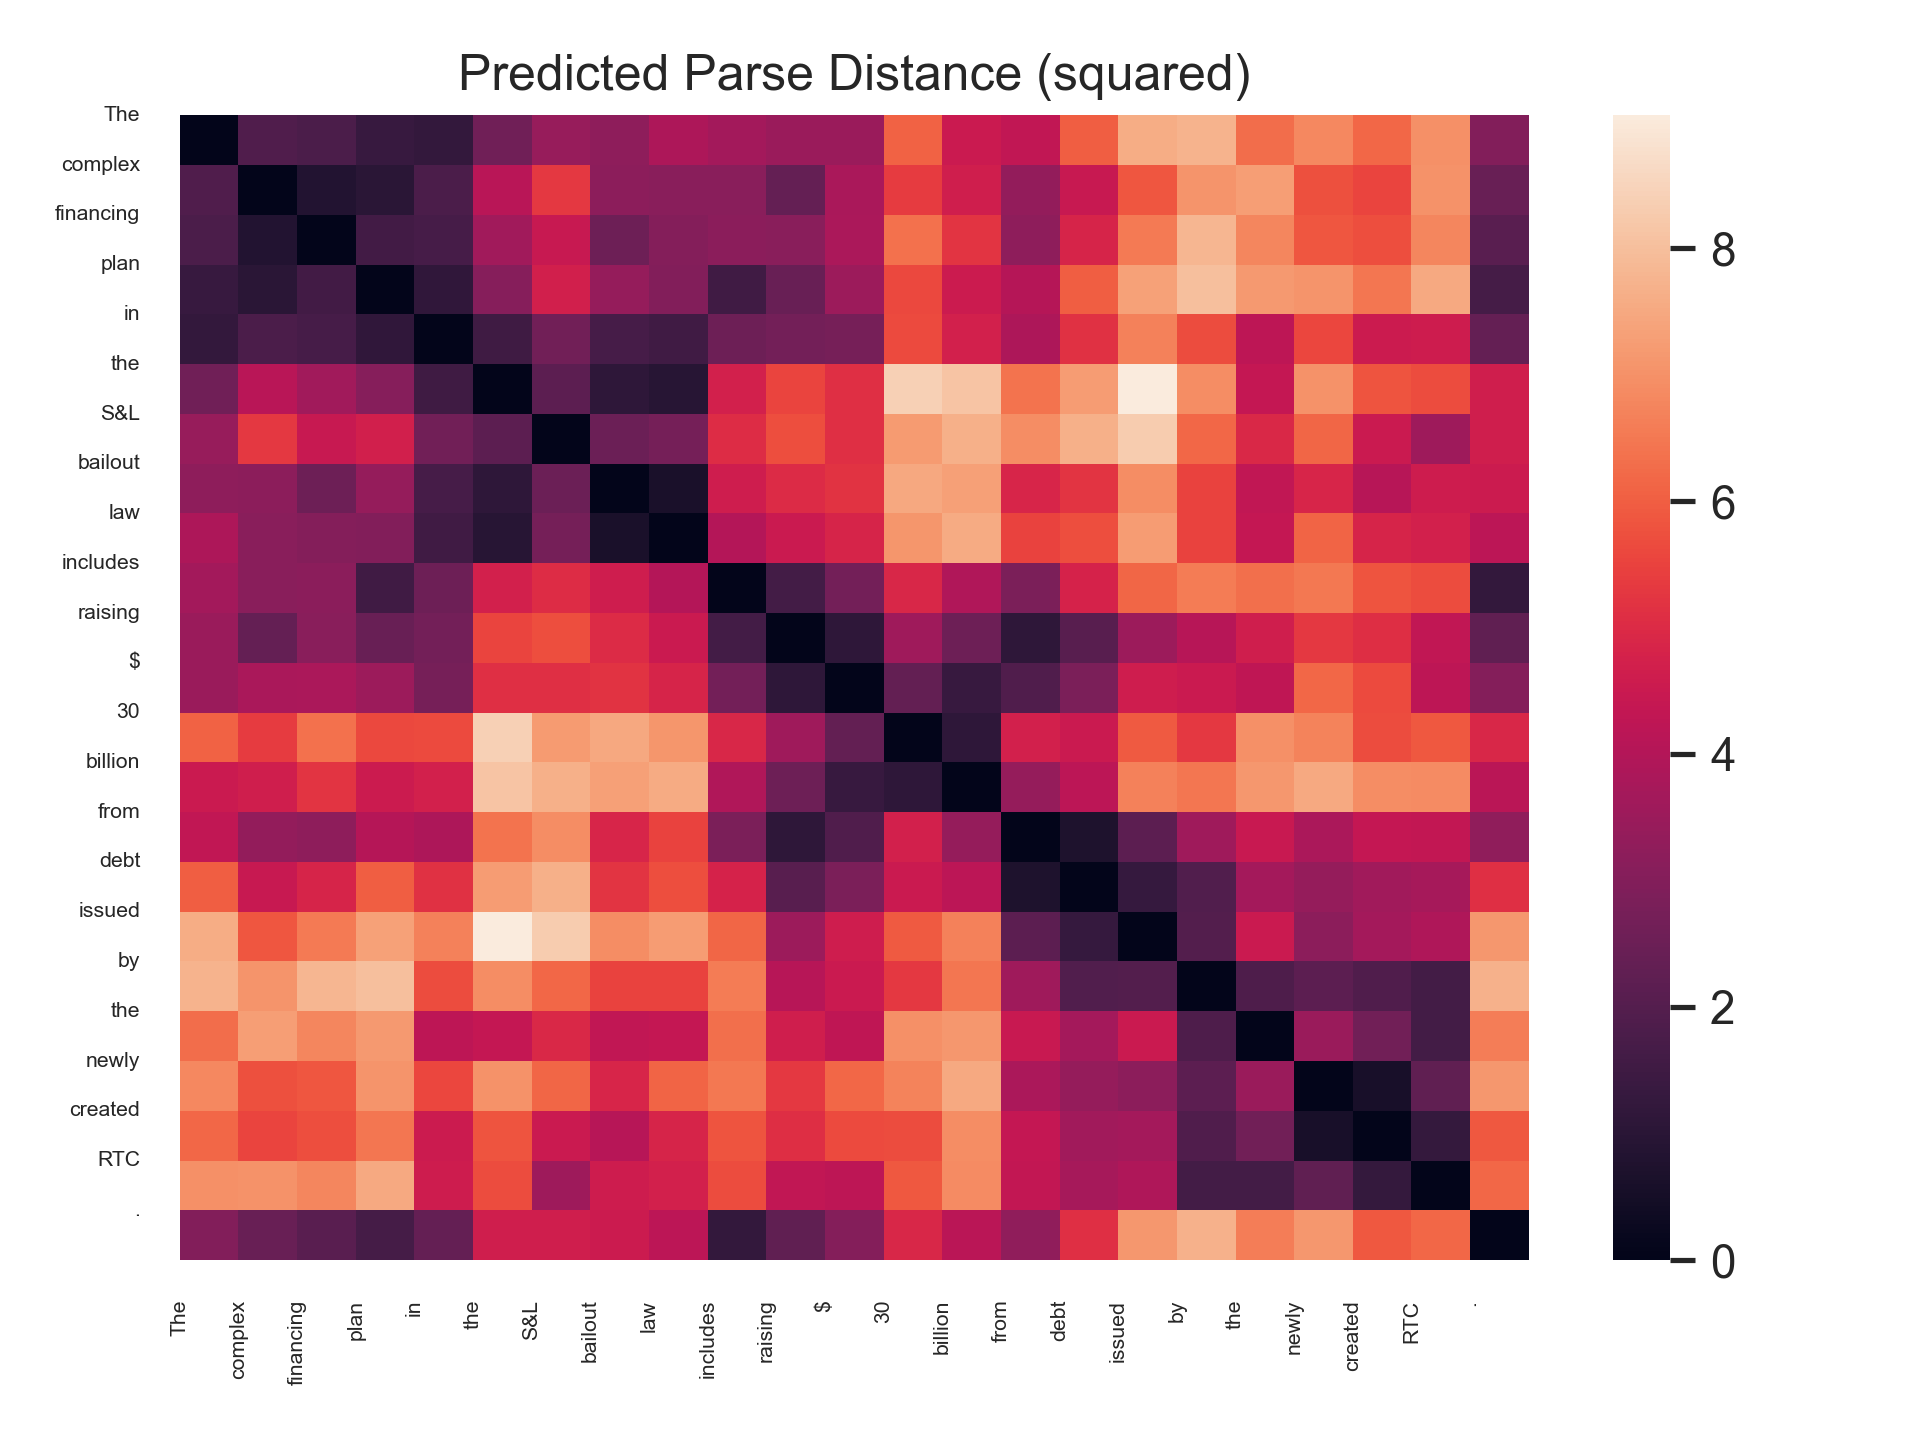 Predicted Parse Distance (squared)
The
complex
financing
plan
in
the
S&L
bailout
law
includes
raising
$
30
billion
from
debt
issued
by
the
newly
created
RTC
.
8
6
4
2
0
The
complex
financing
plan
in
the
S&L
bailout
law
includes
raising
$
30
billion
from
debt
issued
by
the
newly
created
RTC
.